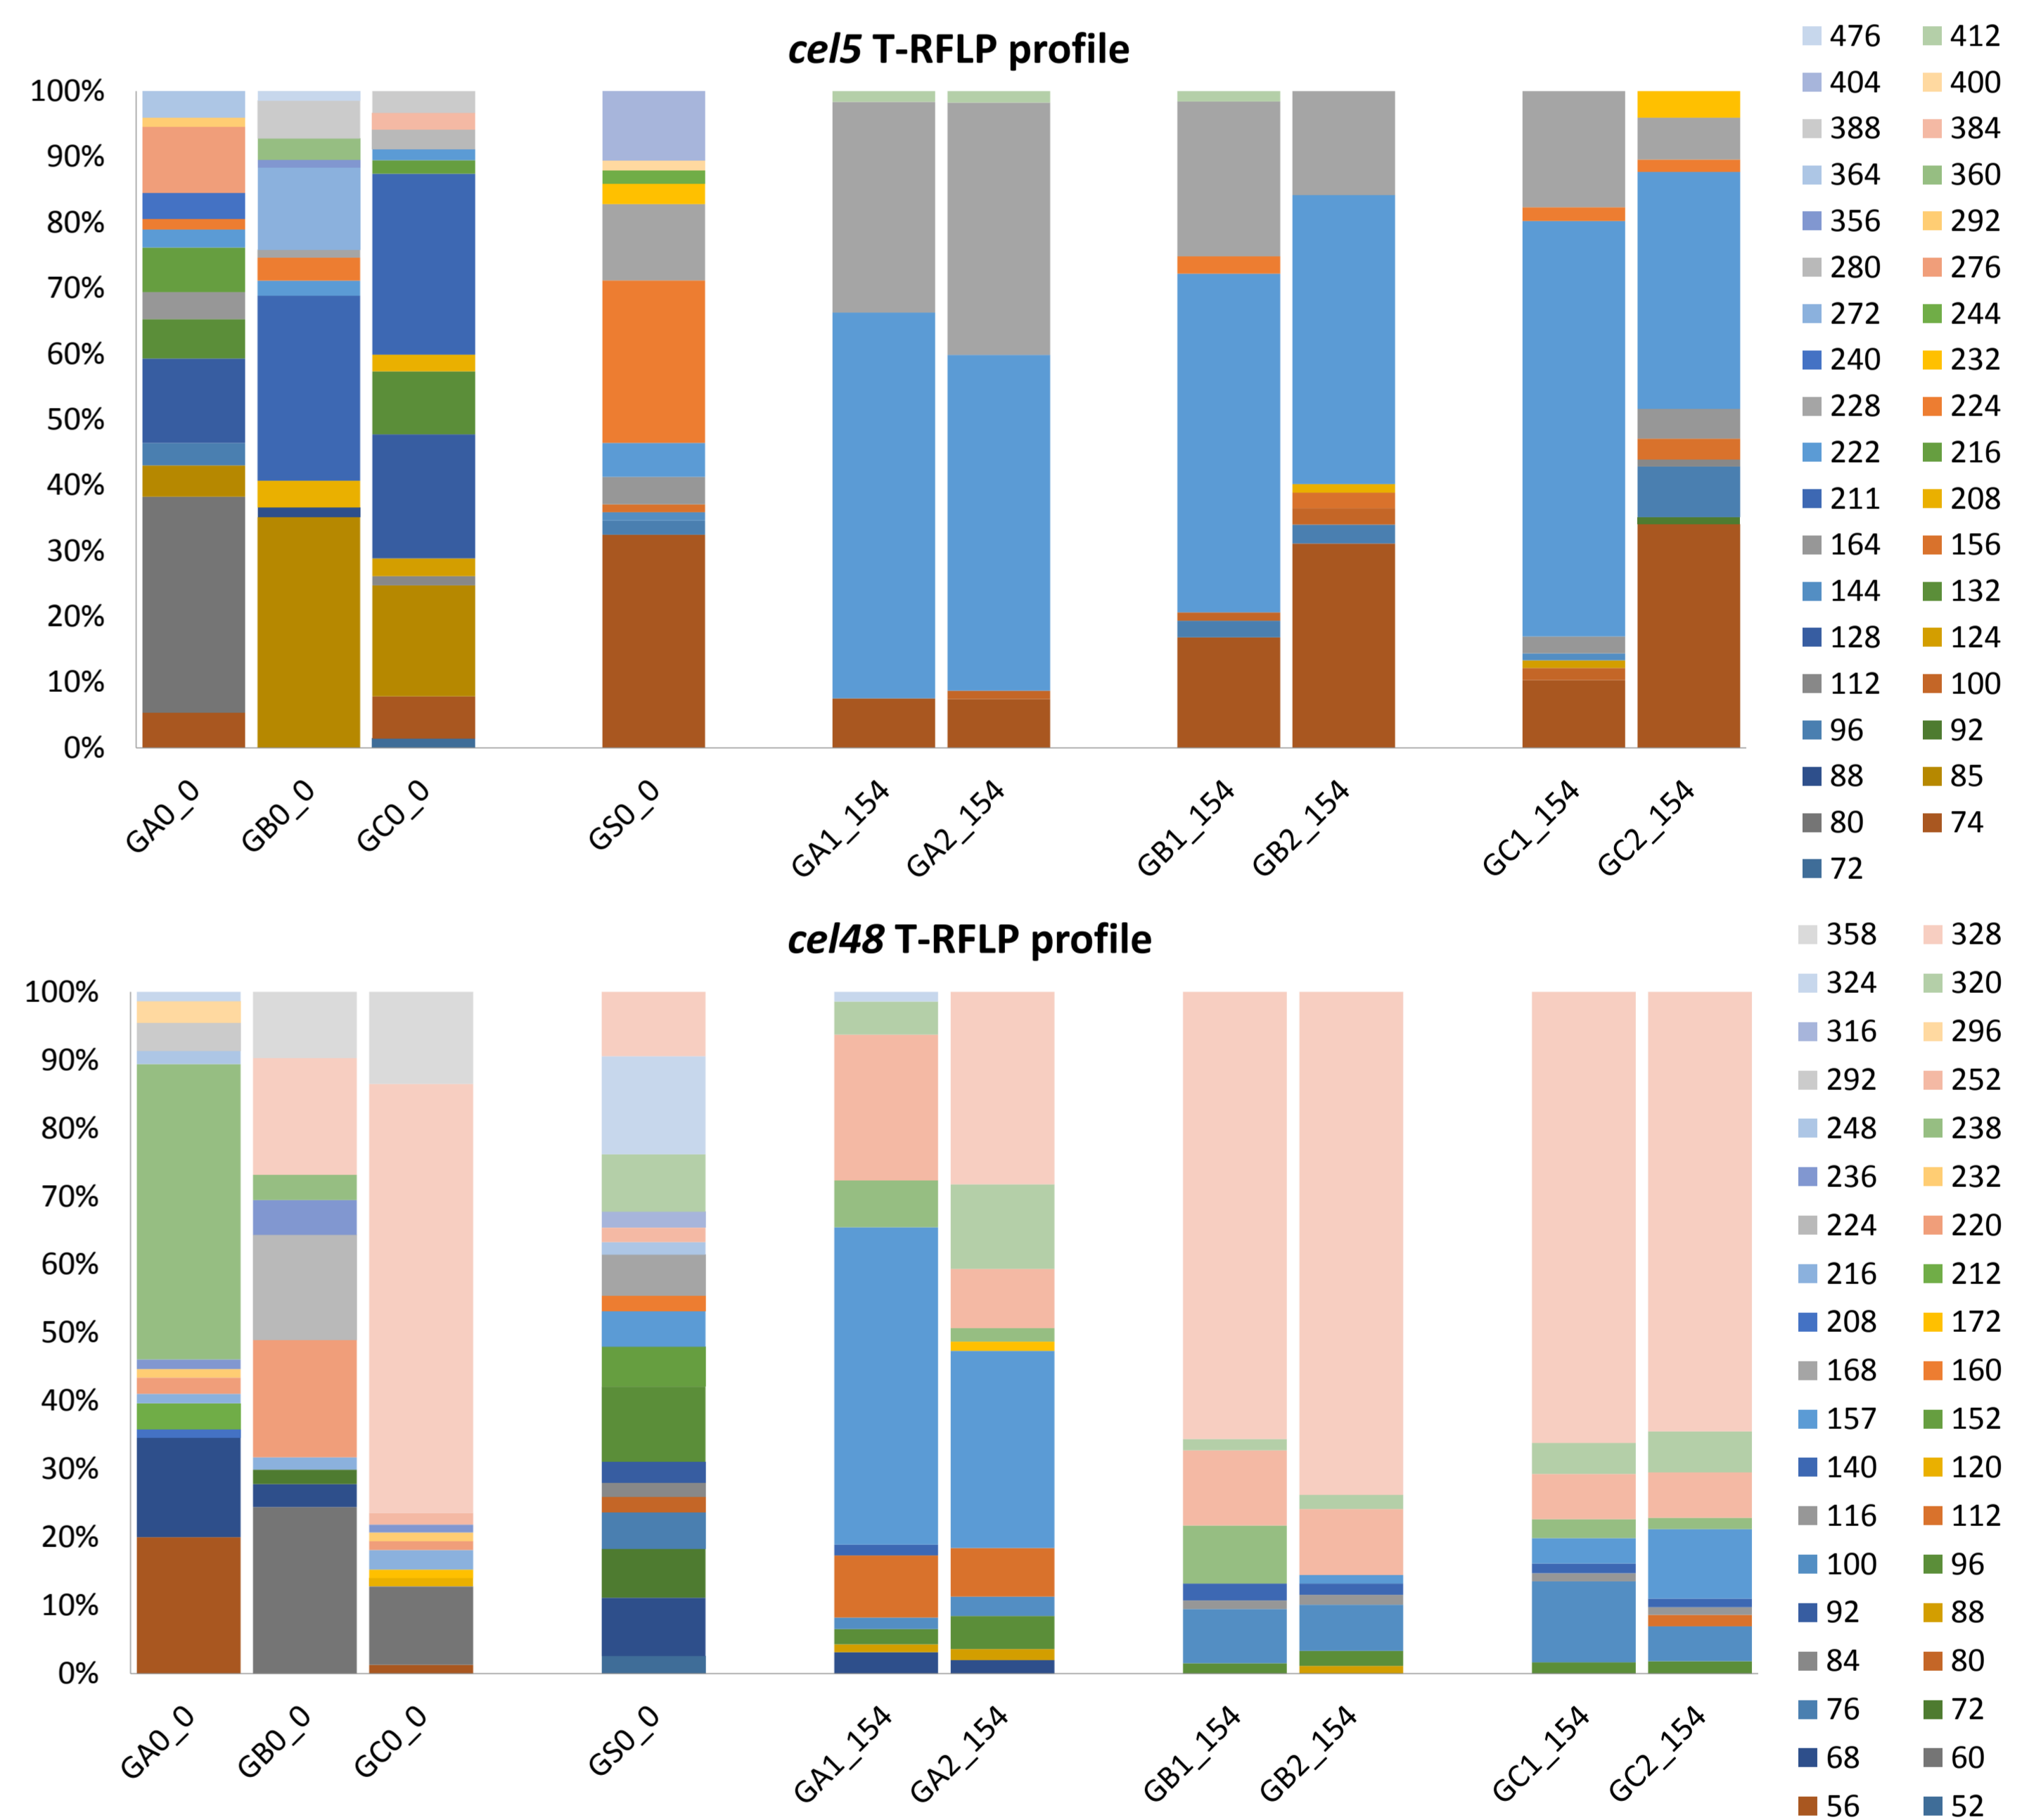 cel5 T-RFLP profile
100%
90%
80%
70%
60%
50%
40%
30%
20%
10%
0%
GA0_0
GB0_0
GC0_0
GS0_0
GA1_154
GA2_154
GB1_154
GB2_154
GC1_154
GC2_154
476 412
404 400
388 384
364 360
356 292
280 276
272 244
240 232
228 224
222 216
211 208
164 156
144 132
128 124
112 100
96 92
88 85
80 74
72
cel48 T-RFLP profile
100%
90%
80%
70%
60%
50%
40%
30%
20%
10%
0%
GA0_0
GB0_0
GC0_0
GS0_0
GA1_154
GA2_154
GB1_154
GB2_154
GC1_154
GC2_154
358 328
324 320
316 296
292 252
248 238
236 232
224 220
216 212
208 172
168 160
157 152
140 120
116 112
100 96
92 88
84 80
76 72
68 60
56 52